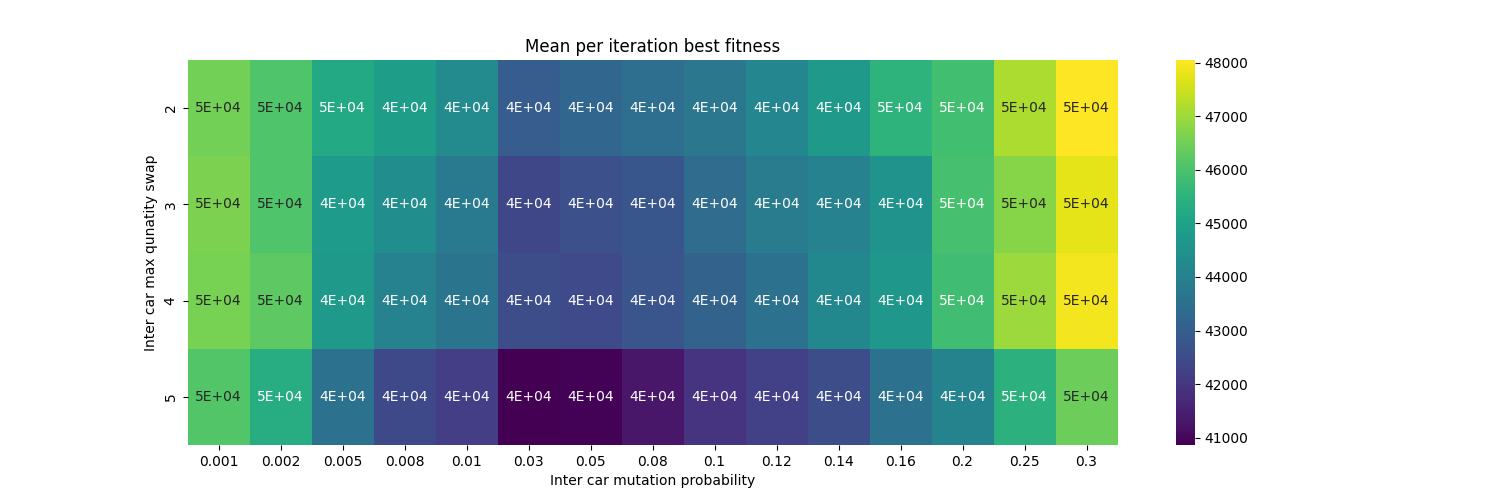 Mean per iteration best fitness
2 5E+04 5E+04 5E+04 4E+04 4E+04 4E+04 4E+04 4E+04 4E+04 4E+04 4E+04 5E+04 5E+04 5E+04 5E+04
3 5E+04 5E+04 4E+04 4E+04 4E+04 4E+04 4E+04 4E+04 4E+04 4E+04 4E+04 4E+04 5E+04 5E+04 5E+04
4 5E+04 5E+04 4E+04 4E+04 4E+04 4E+04 4E+04 4E+04 4E+04 4E+04 4E+04 4E+04 5E+04 5E+04 5E+04
5 5E+04 5E+04 4E+04 4E+04 4E+04 4E+04 4E+04 4E+04 4E+04 4E+04 4E+04 4E+04 4E+04 5E+04 5E+04
Inter car max qunatity swap
0.001 0.002 0.005 0.008 0.01 0.03 0.05 0.08 0.1 0.12 0.14 0.16 0.2 0.25 0.3
Inter car mutation probability
48000
47000
46000
45000
44000
43000
42000
41000